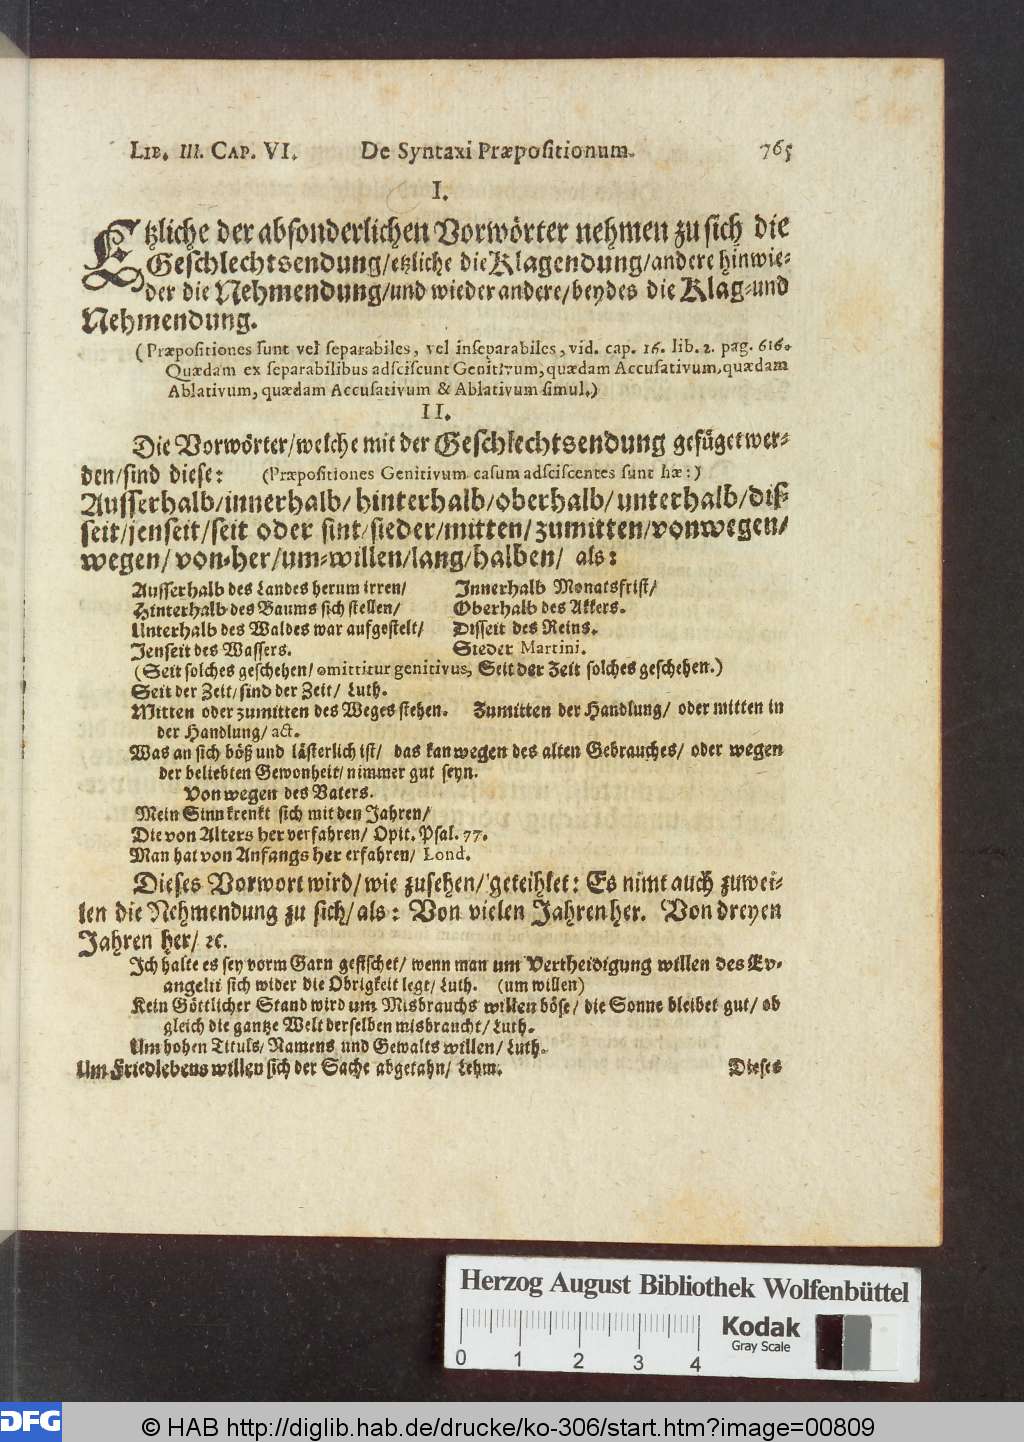 LIB. III. CAP. VI. De Syntaxi Præpositionum. 765
I.
Etzliche der absonderlichen Vorwörter nehmen zu sich die
Geschlechtsendung/etzliche die Klagendung/andere hinwie-
der die Nehmendung/und wieder andere/beydes die Klag-und
Nehmendung.
(Præpositiones sunt vel separabiles, vel inseparabiles, vid. cap. 16. lib. 2. pag. 616.
Quædam ex separabilibus adsciscunt Genitivum, quædam Accusativum, quædam
Ablativum, quædam Accusativum & Ablativum simul.)
II.
Die Vorwörter/welche mit der Geschlechtsendung gefüget wer-
den/sind diese: (Præpositiones Genitivum casum adsciscentes sunt hæ:)
Ausserhalb/innerhalb/hinterhalb/oberhalb/unterhalb/diß-
seit/jenseit/seit oder sint/sieder/mitten/zumitten/vonwegen/
wegen/von-her/um-willen/lang/halben/ als:
Ausserhalb des Landes herum irren/ Innerhalb Monatsfrist/
Hinterhalb des Baums sich stellen/ Oberhalb des Akkers.
Unterhalb des Waldes war aufgestelt/ Disseit des Reins.
Jenseit des Wassers. Sieder Martini.
(Seit solches geschehen/ omittitur genitivus, Seit der Zeit solches geschehen.)
Seit der Zeit/sind der Zeit/ Luth.
Mitten oder zumitten des Weges stehen. Zumitten der Handlung/ oder mitten in
der Handlung/ act.
Was an sich böß und lästerlich ist/ das kan wegen des alten Gebrauches/ oder wegen
der beliebten Gewonheit/nimmer gut seyn.
Von wegen des Vaters.
Mein Sinn krenkt sich mit den Jahren/
Die von Alters her verfahren/ Opit. Psal. 77.
Man hat von Anfangs her erfahren/ Lond.
Dieses Vorwort wird/wie zusehen/geteihlet: Es nimt auch zuwei-
len die Nehmendung zu sich/als: Von vielen Jahren her. Von dreyen
Jahren her/ ꝛc.
Ich halte es sey vorm Garn gefischet/ wenn man um Vertheidigung willen des Ev-
angelii sich wider die Obrigkeit legt/ Luth. (um willen)
Kein Göttlicher Stand wird um Misbrauchs willen böse/ die Sonne bleibet gut/ ob
gleich die gantze Welt derselben misbraucht/ Luth.
Um hohen Tituls/Namens und Gewalts willen/ Luth.
Um Friedlebens willen sich der Sache abgetahn/ Lehm. Dieses
Herzog August Bibliothek Wolfenbüttel
0 1 2 3 4
Kodak
Gray Scale
DFG
© HAB http://diglib.hab.de/drucke/ko-306/start.htm?image=00809